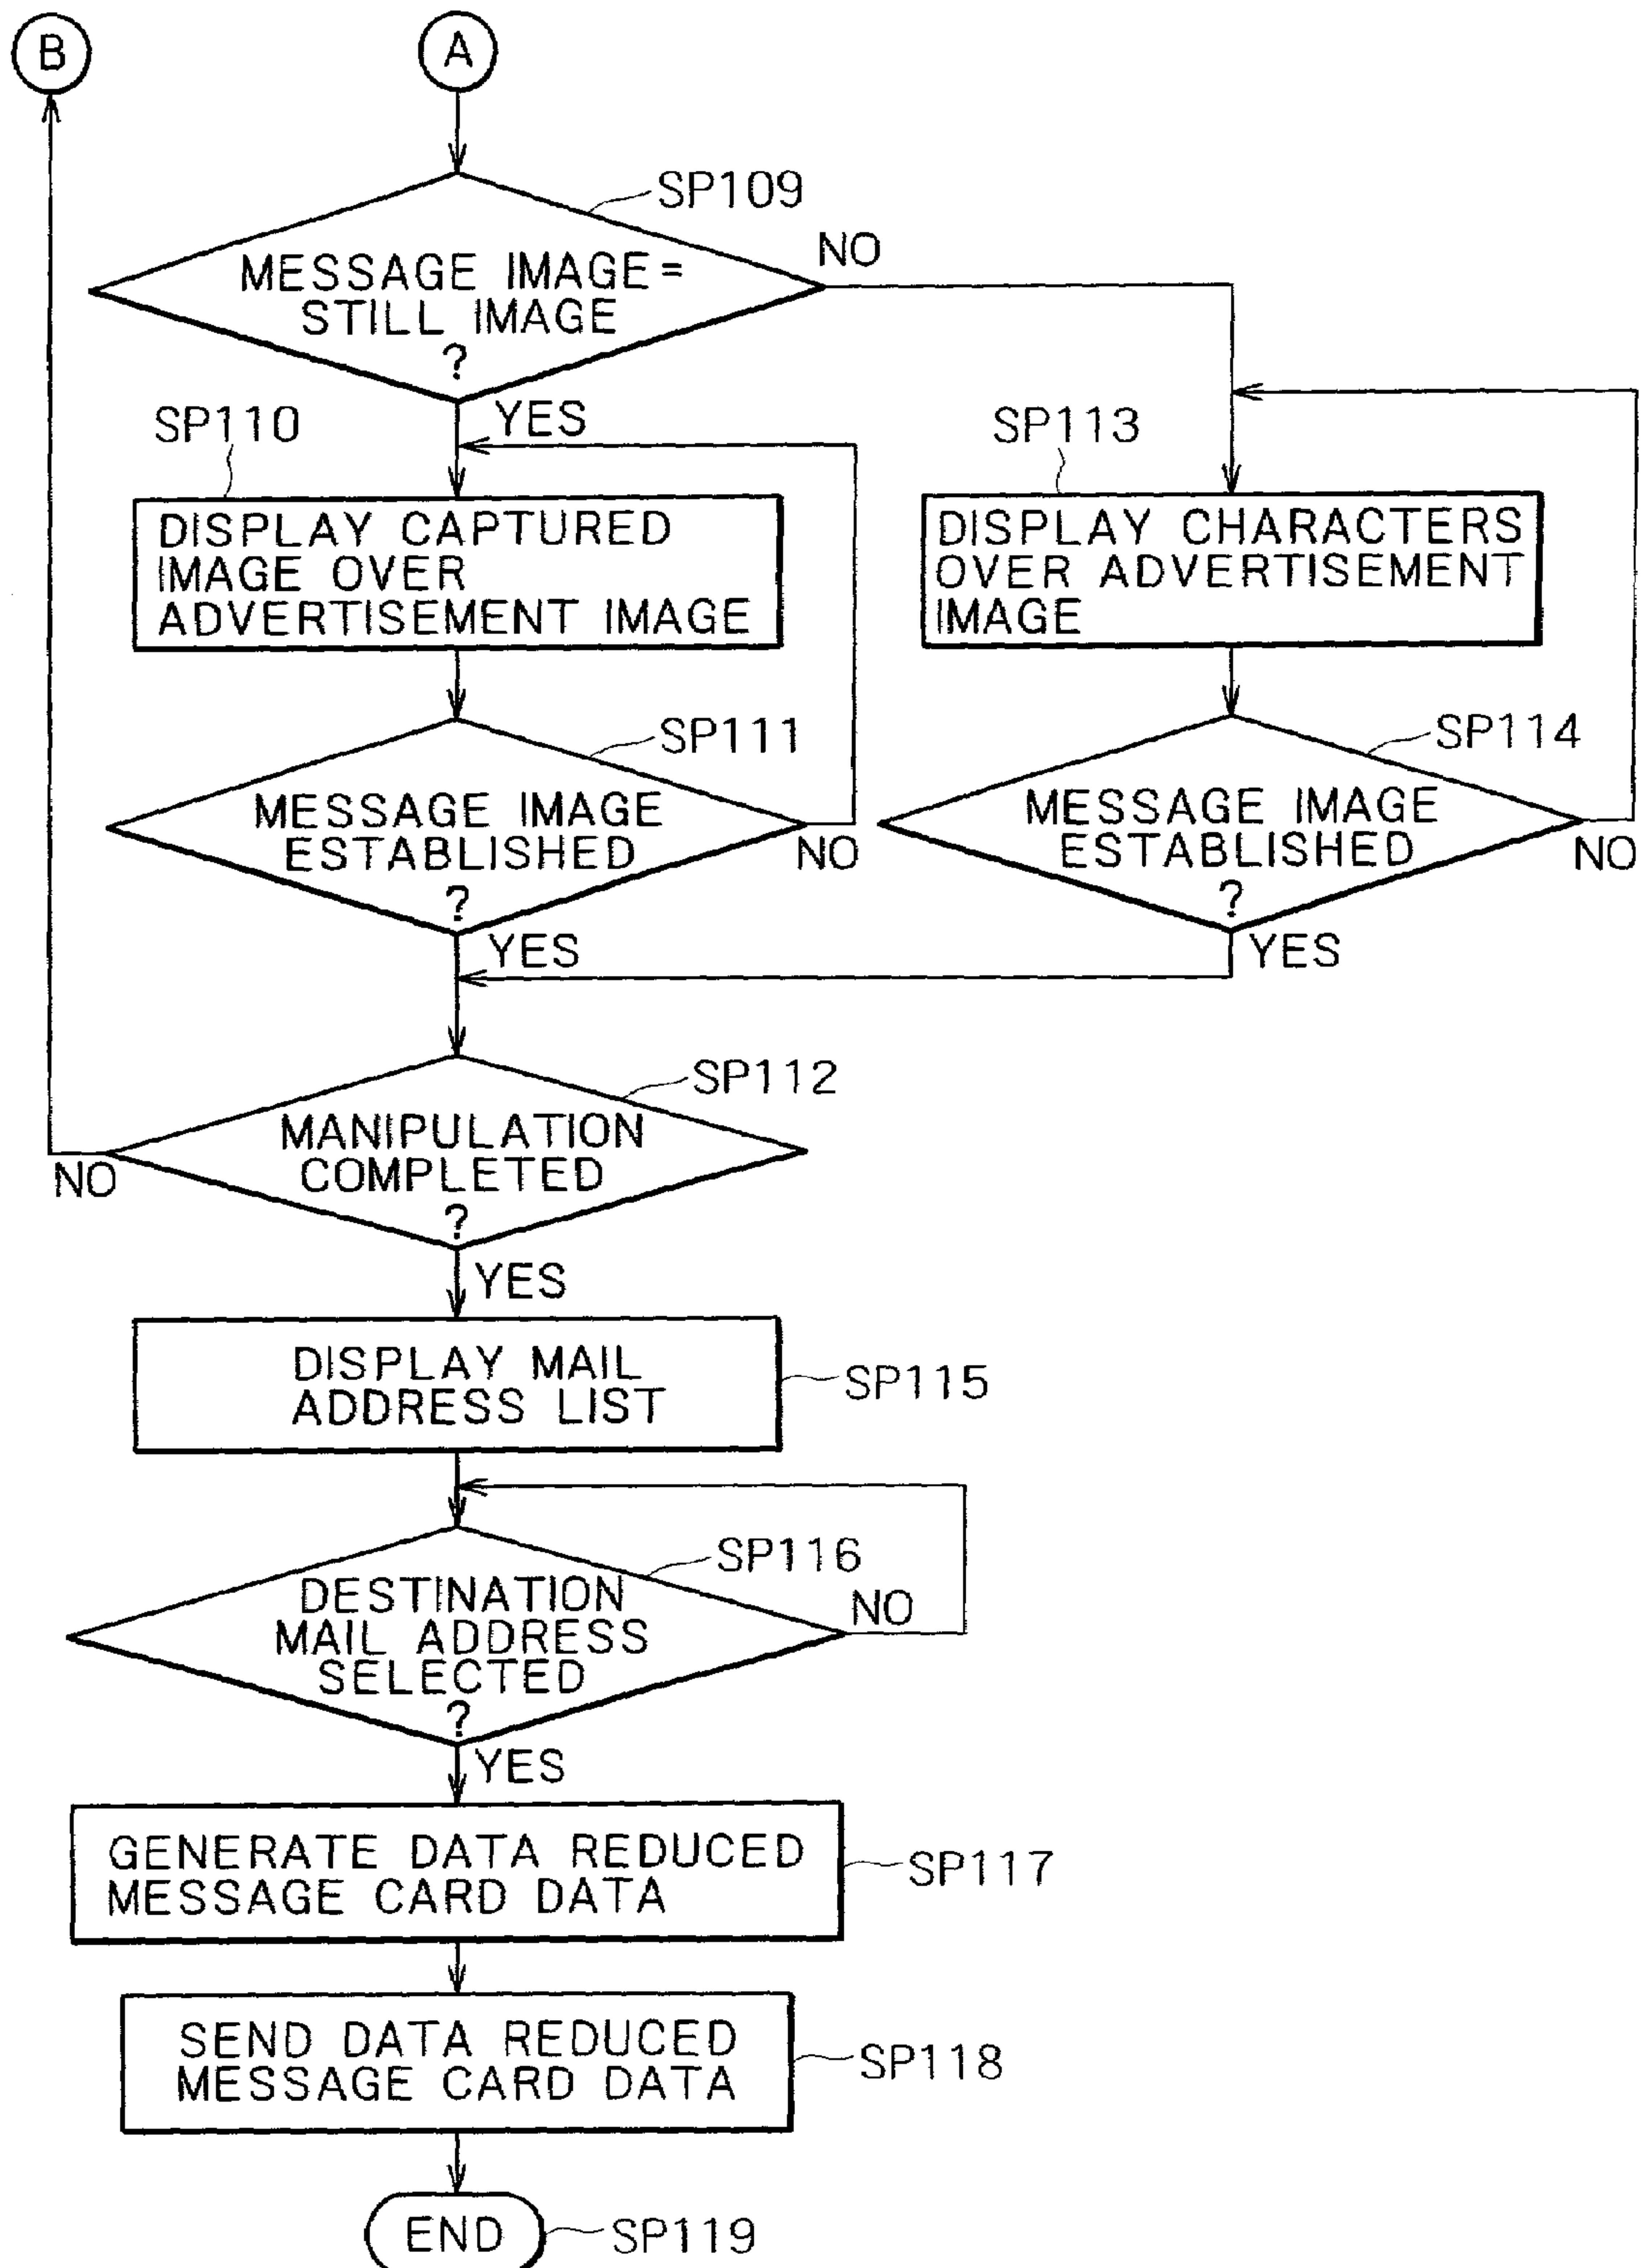 B
A
SP109
NO
MESSAGE IMAGE =
STILL IMAGE
?
YES
SP110
SP113
DISPLAY CAPTURED
IMAGE OVER
ADVERTISEMENT IMAGE
DISPLAY CHARACTERS
OVER ADVERTISEMENT
IMAGE
SP111
SP114
MESSAGE IMAGE
ESTABLISHED
?
NO
MESSAGE IMAGE
ESTABLISHED
?
NO
YES
YES
SP112
MANIPULATION
COMPLETED
?
NO
YES
DISPLAY MAIL
ADDRESS LIST
SP115
SP116
DESTINATION
MAIL ADDRESS
SELECTED
?
NO
YES
GENERATE DATA REDUCED
MESSAGE CARD DATA
SP117
SEND DATA REDUCED
MESSAGE CARD DATA
SP118
END
SP119